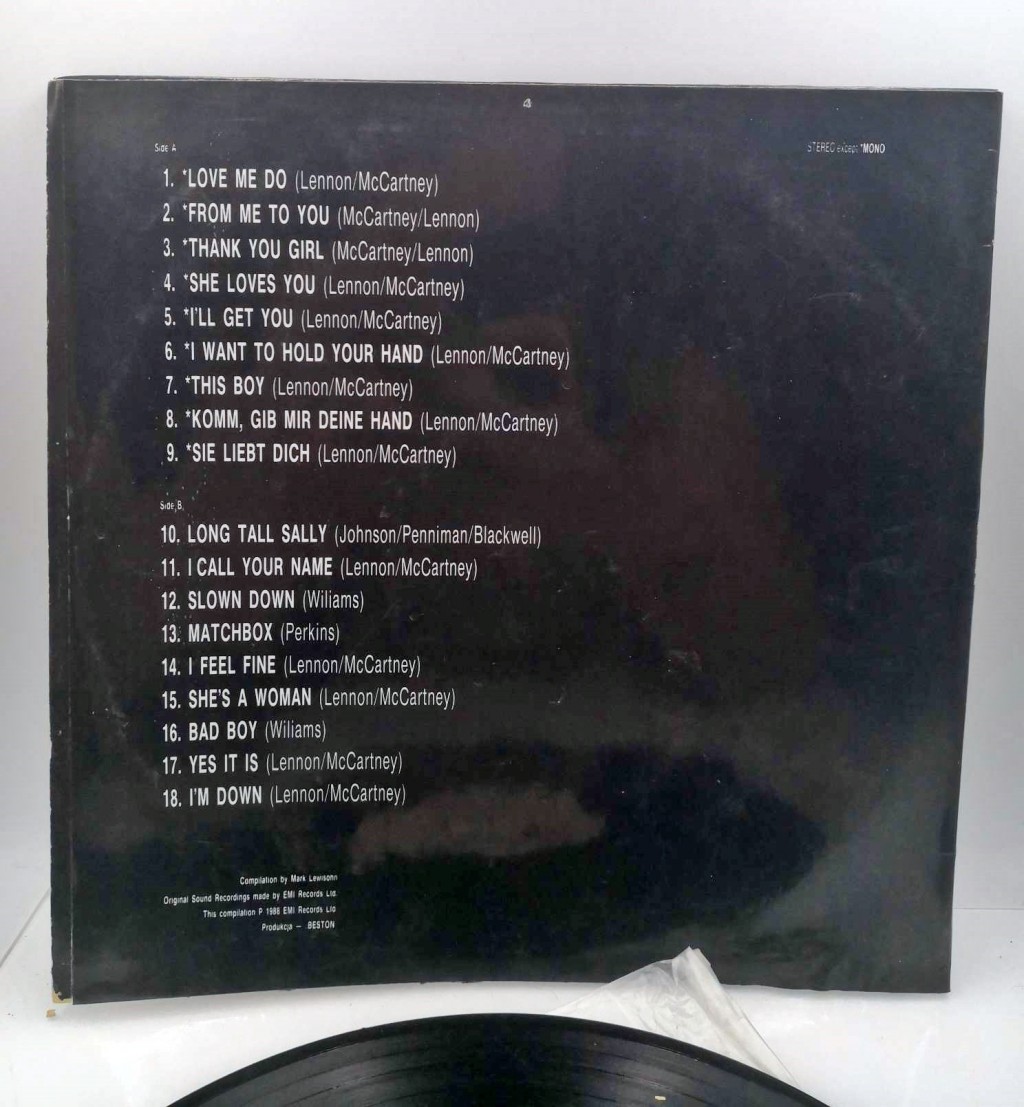 4
Side A
STEREO except *MONO
1. *LOVE ME DO (Lennon/McCartney)
2. *FROM ME TO YOU (McCartney/Lennon)
3. *THANK YOU GIRL (McCartney/Lennon)
4. *SHE LOVES YOU (Lennon/McCartney)
5. *I'LL GET YOU (Lennon/McCartney)
6. *I WANT TO HOLD YOUR HAND (Lennon/McCartney)
7. *THIS BOY (Lennon/McCartney)
8. *KOMM, GIB MIR DEINE HAND (Lennon/McCartney)
9. *SIE LIEBT DICH (Lennon/McCartney)
Side B
10. LONG TALL SALLY (Johnson/Penniman/Blackwell)
11. I CALL YOUR NAME (Lennon/McCartney)
12. SLOWN DOWN (Wiliams)
13. MATCHBOX (Perkins)
14. I FEEL FINE (Lennon/McCartney)
15. SHE'S A WOMAN (Lennon/McCartney)
16. BAD BOY (Wiliams)
17. YES IT IS (Lennon/McCartney)
18. I'M DOWN (Lennon/McCartney)
Compilation by Mark Lewisohn
Original Sound Recordings made by EMI Records Ltd.
This compilation P 1988 EMI Records Ltd
Produkcja – BESTON